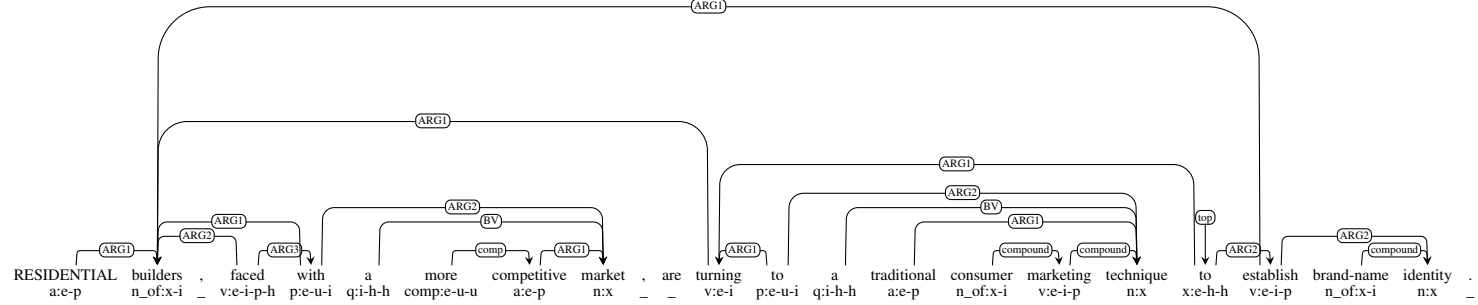 ARG1
ARG1
ARG1
ARG2
ARG2 BV
top
ARG1 BV ARG1
ARG2 ARG2
ARG1 ARG3 comp ARG1 ARG1 compound compound ARG2 compound
RESIDENTIAL builders , faced with a more competitive market , are turning to a traditional consumer marketing technique to establish brand-name identity .
a:e-p n_of:x-i _ v:e-i-p-h p:e-u-i q:i-h-h comp:e-u-u a:e-p n:x _ _ v:e-i p:e-u-i q:i-h-h a:e-p n_of:x-i v:e-i-p n:x x:e-h-h v:e-i-p n_of:x-i n:x _